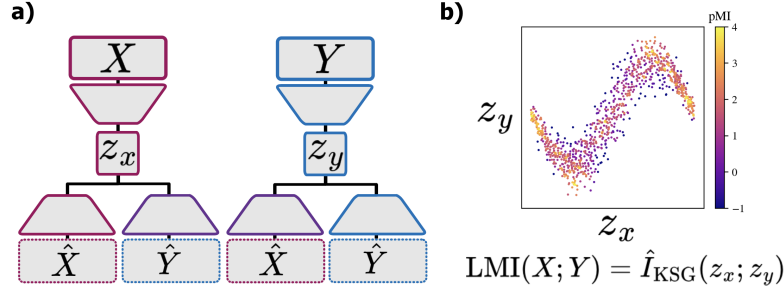 a)
X
Y
z_x
z_y
X̂
Ŷ
X̂
Ŷ
b)
pMI
4
3
2
1
0
−1
z_y
z_x
LMI(X; Y) = Î_KSG(z_x; z_y)